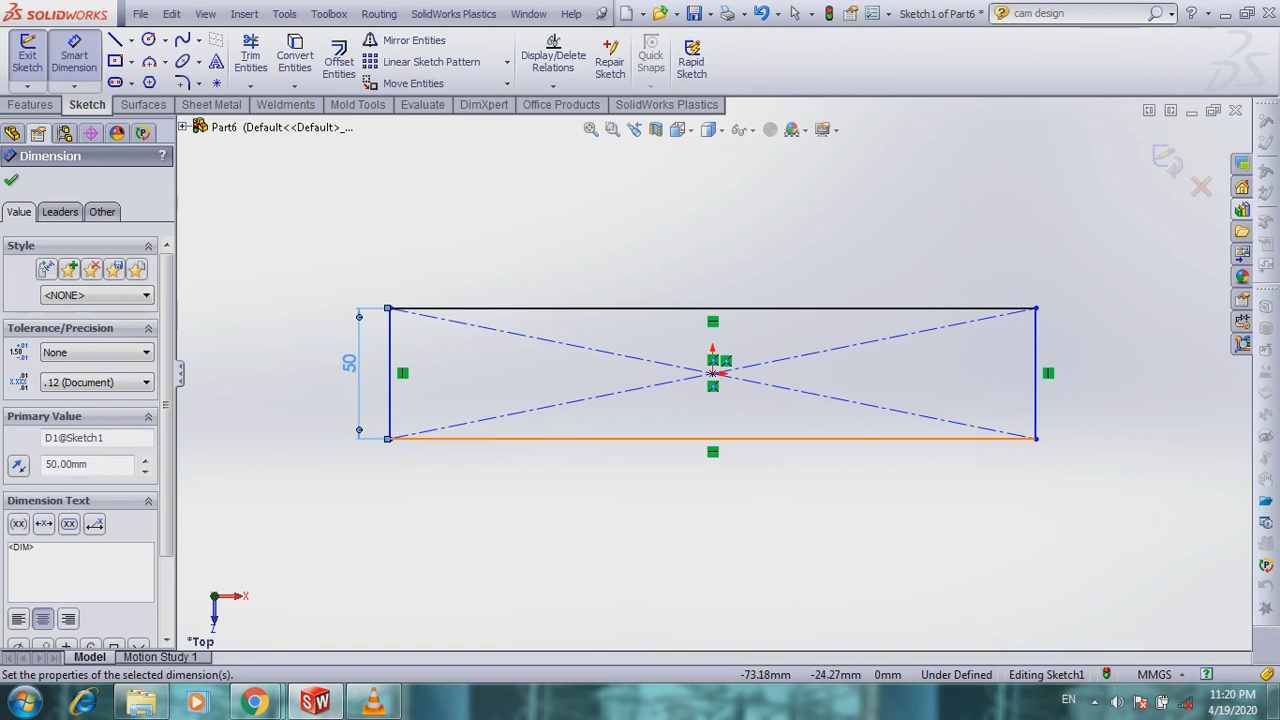 SOLIDWORKS File Edit View Insert Tools Toolbox Routing SolidWorks Plastics Window Help Sketch1 of Part6 * cam design
Exit Sketch
Smart Dimension
Trim Entities
Convert Entities
Offset Entities
Mirror Entities
Linear Sketch Pattern
Move Entities
Display/Delete Relations
Repair Sketch
Quick Snaps
Rapid Sketch
Features Sketch Surfaces Sheet Metal Weldments Mold Tools Evaluate DimXpert Office Products SolidWorks Plastics
Part6 (Default<<Default>_...
Dimension ?
Value Leaders Other
Style
<NONE>
Tolerance/Precision
None
.12 (Document)
Primary Value
D1@Sketch1
50.00mm
Dimension Text
<DIM>
50
X
Z
*Top
Model Motion Study 1
Set the properties of the selected dimension(s). -73.18mm -24.27mm 0mm Under Defined Editing Sketch1 MMGS
EN 11:20 PM
4/19/2020